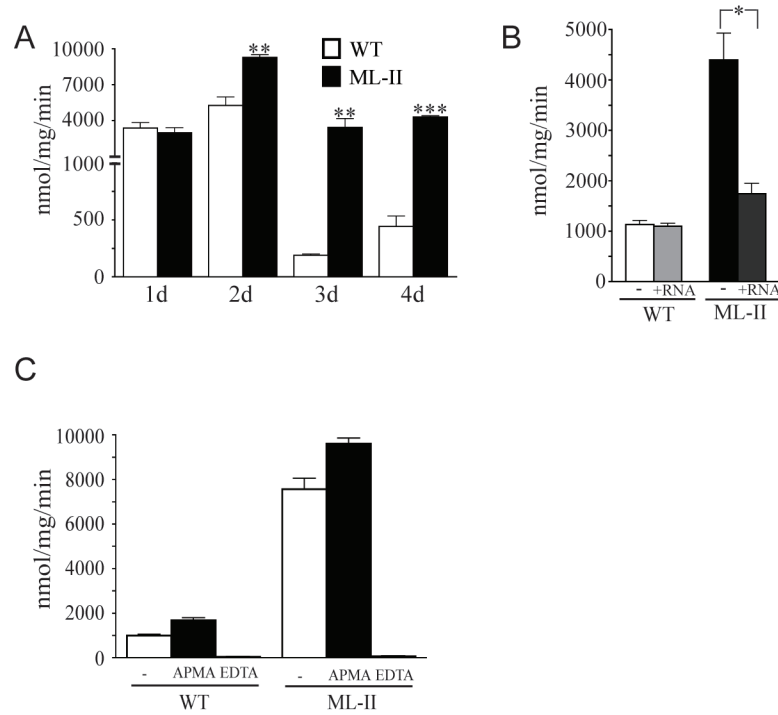 A
B
10000
8000
4000
1000
500
0
nmol/mg/min
WT
ML-II
**
**
***
1d 2d 3d 4d
5000
4000
3000
2000
1000
0
nmol/mg/min
*
- +RNA - +RNA
WT ML-II
C
10000
8000
6000
4000
2000
0
nmol/mg/min
- APMA EDTA - APMA EDTA
WT ML-II